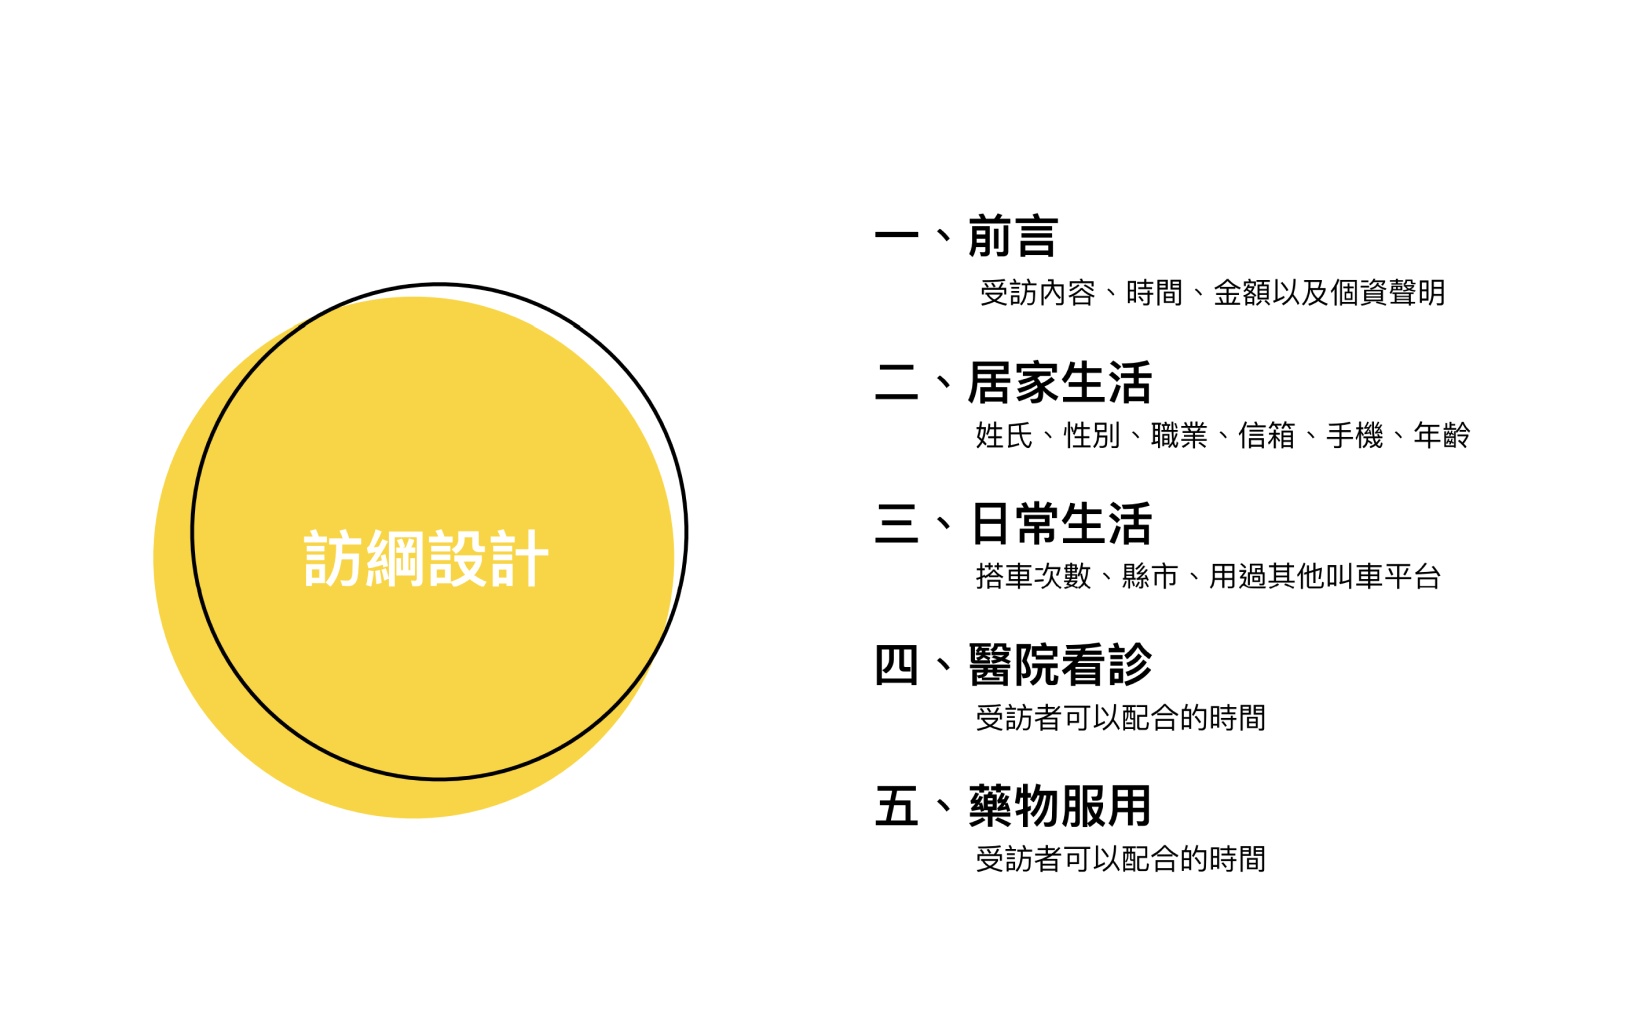 訪綱設計
一、前言
受訪內容、時間、金額以及個資聲明
二、居家生活
姓氏、性別、職業、信箱、手機、年齡
三、日常生活
搭車次數、縣市、用過其他叫車平台
四、醫院看診
受訪者可以配合的時間
五、藥物服用
受訪者可以配合的時間